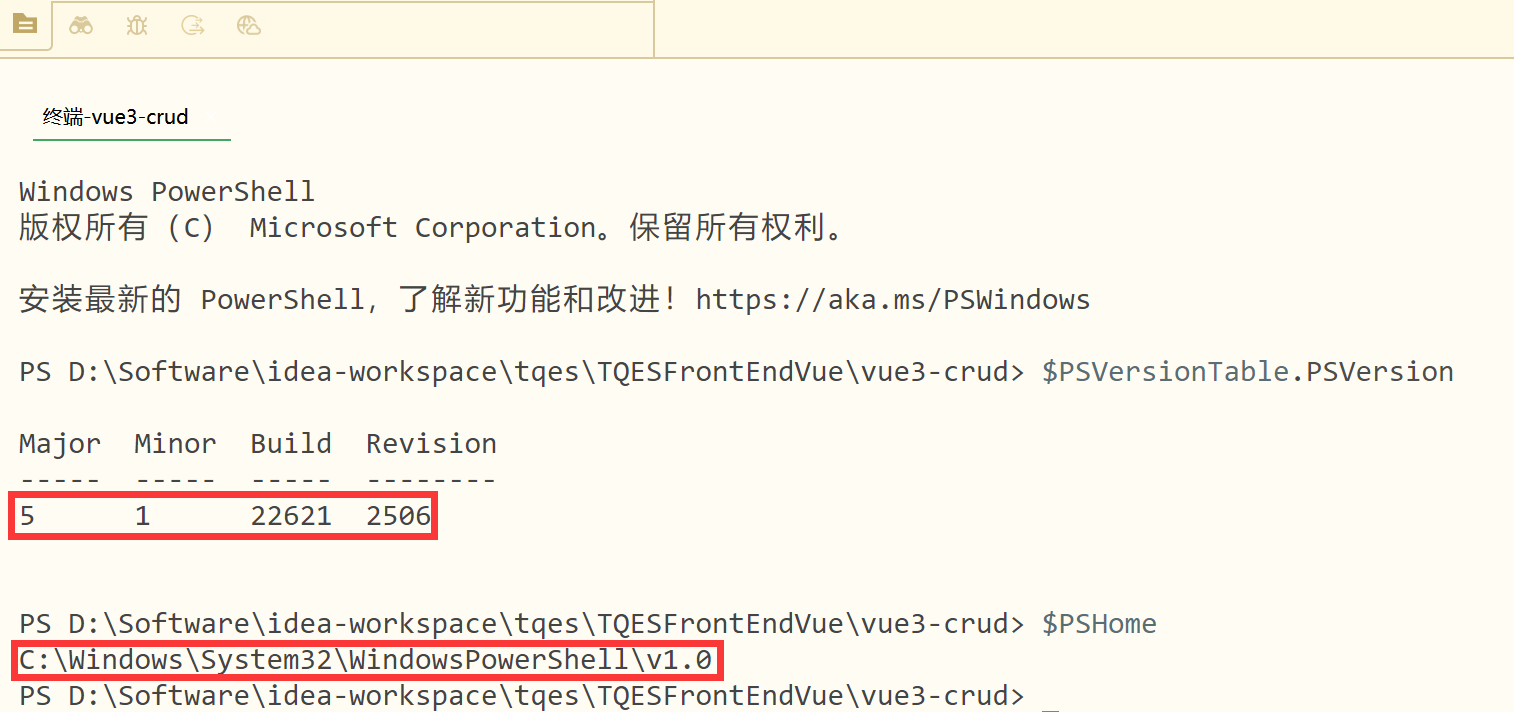 终端-vue3-crud
Windows PowerShell
版权所有 (C)  Microsoft Corporation。保留所有权利。
安装最新的 PowerShell，了解新功能和改进！https://aka.ms/PSWindows
PS D:\Software\idea-workspace\tqes\TQESFrontEndVue\vue3-crud> $PSVersionTable.PSVersion
Major  Minor  Build  Revision
-----  -----  -----  --------
5      1      22621  2506
PS D:\Software\idea-workspace\tqes\TQESFrontEndVue\vue3-crud> $PSHome
C:\Windows\System32\WindowsPowerShell\v1.0
PS D:\Software\idea-workspace\tqes\TQESFrontEndVue\vue3-crud>